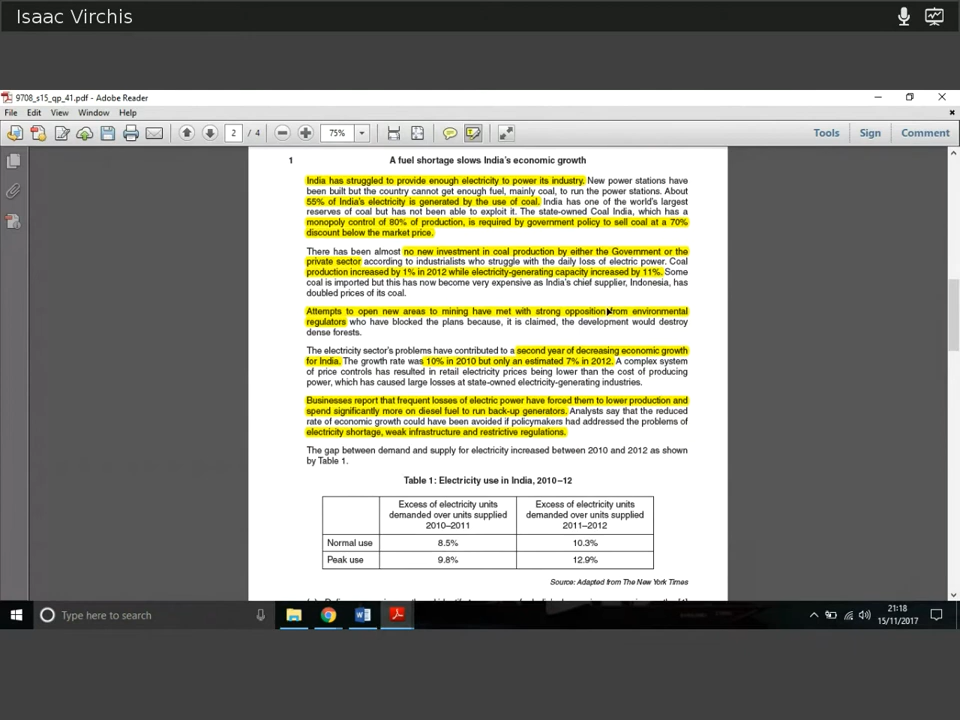 Isaac Virchis
9708_s15_qp_41.pdf - Adobe Reader
File Edit View Window Help
2 / 4 75% Tools Sign Comment
1 A fuel shortage slows India's economic growth
India has struggled to provide enough electricity to power its industry. New power stations have
been built but the country cannot get enough fuel, mainly coal, to run the power stations. About
55% of India's electricity is generated by the use of coal. India has one of the world's largest
reserves of coal but has not been able to exploit it. The state-owned Coal India, which has a
monopoly control of 80% of production, is required by government policy to sell coal at a 70%
discount below the market price.
There has been almost no new investment in coal production by either the Government or the
private sector according to industrialists who struggle with the daily loss of electric power. Coal
production increased by 1% in 2012 while electricity-generating capacity increased by 11%. Some
coal is imported but this has now become very expensive as India's chief supplier, Indonesia, has
doubled prices of its coal.
Attempts to open new areas to mining have met with strong opposition from environmental
regulators who have blocked the plans because, it is claimed, the development would destroy
dense forests.
The electricity sector's problems have contributed to a second year of decreasing economic growth
for India. The growth rate was 10% in 2010 but only an estimated 7% in 2012. A complex system
of price controls has resulted in retail electricity prices being lower than the cost of producing
power, which has caused large losses at state-owned electricity-generating industries.
Businesses report that frequent losses of electric power have forced them to lower production and
spend significantly more on diesel fuel to run back-up generators. Analysts say that the reduced
rate of economic growth could have been avoided if policymakers had addressed the problems of
electricity shortage, weak infrastructure and restrictive regulations.
The gap between demand and supply for electricity increased between 2010 and 2012 as shown
by Table 1.
Table 1: Electricity use in India, 2010–12
Excess of electricity units demanded over units supplied 2010–2011
Excess of electricity units demanded over units supplied 2011–2012
Normal use 8.5% 10.3%
Peak use 9.8% 12.9%
Source: Adapted from The New York Times
Type here to search
21:18
15/11/2017